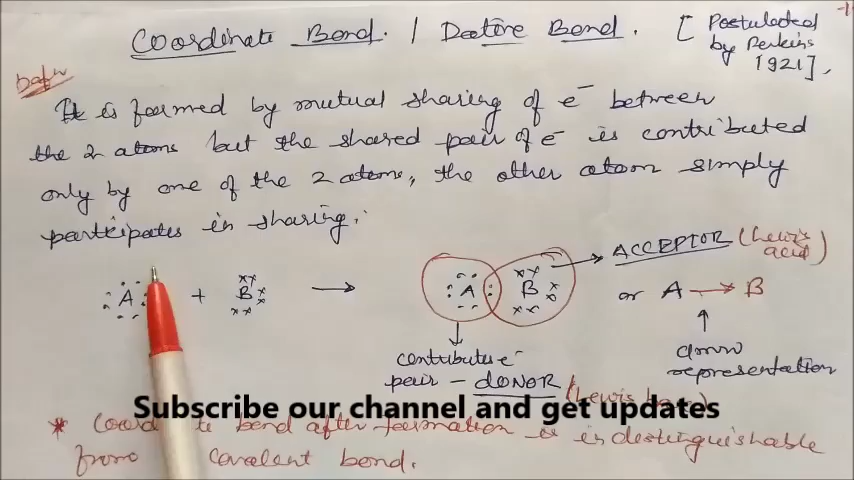 Coordinate Bond. / Dative Bond. [Postulated
by Perkins
1921],
Defn
It is formed by mutual sharing of e⁻ between
the 2 atoms but the shared pair of e⁻ is contributed
only by one of the 2 atoms, the other atom simply
participates in sharing.
A + B → A B → ACCEPTOR (Lewis acid)
or A → B
contributes e⁻
pair - DONOR (Lewis base)
arrow
representation
Subscribe our channel and get updates
* bond after formation is indistinguishable
from covalent bond.